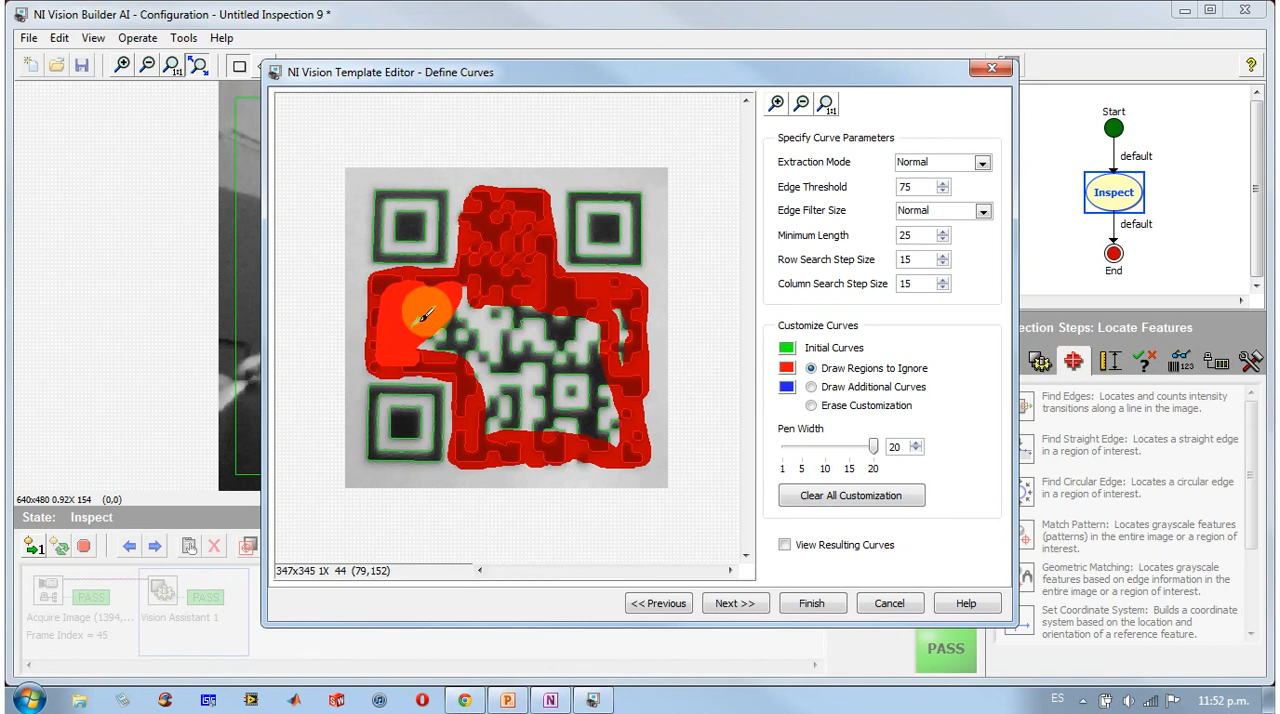 NI Vision Builder AI - Configuration - Untitled Inspection 9 *
File Edit View Operate Tools Help
NI Vision Template Editor - Define Curves
Specify Curve Parameters
Extraction Mode Normal
Edge Threshold 75
Edge Filter Size Normal
Minimum Length 25
Row Search Step Size 15
Column Search Step Size 15
Customize Curves
Initial Curves
Draw Regions to Ignore
Draw Additional Curves
Erase Customization
Pen Width
20
1 5 10 15 20
Clear All Customization
View Resulting Curves
347x345 1X 44 (79,152)
<< Previous Next >> Finish Cancel Help
Start
default
Inspect
default
End
ection Steps: Locate Features
Find Edges: Locates and counts intensity
transitions along a line in the image.
Find Straight Edge: Locates a straight edge
in a region of interest.
Find Circular Edge: Locates a circular edge
in a region of interest.
Match Pattern: Locates grayscale features
(patterns) in the entire image or a region of
interest.
Geometric Matching: Locates grayscale
features based on edge information in the
entire image or a region of interest.
Set Coordinate System: Builds a coordinate
system based on the location and
orientation of a reference feature.
640x480 0.92X 154 (0,0)
State: Inspect
PASS PASS
Acquire Image (1394,... Vision Assistant 1
Frame Index = 45
PASS
ES 11:52 p.m.